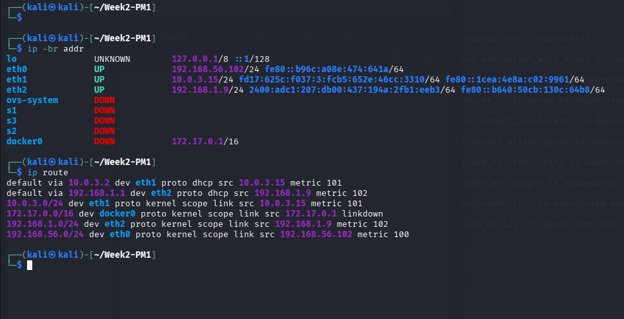 ┌──(kali㉿kali)-[~/Week2-PM1]
└─$
┌──(kali㉿kali)-[~/Week2-PM1]
└─$ ip -br addr
lo UNKNOWN 127.0.0.1/8 ::1/128
eth0 UP 192.168.56.102/24 fe80::b96c:a08e:474:641a/64
eth1 UP 10.0.3.15/24 fd17:625c:f037:3:fcb5:652e:46cc:3310/64 fe80::1cea:4e8a:c02:9961/64
eth2 UP 192.168.1.9/24 2400:adc1:207:db00:437:194a:2fb1:eeb3/64 fe80::b640:50cb:130c:64b8/64
ovs-system DOWN
s1 DOWN
s3 DOWN
s2 DOWN
docker0 DOWN 172.17.0.1/16
┌──(kali㉿kali)-[~/Week2-PM1]
└─$ ip route
default via 10.0.3.2 dev eth1 proto dhcp src 10.0.3.15 metric 101
default via 192.168.1.1 dev eth2 proto dhcp src 192.168.1.9 metric 102
10.0.3.0/24 dev eth1 proto kernel scope link src 10.0.3.15 metric 101
172.17.0.0/16 dev docker0 proto kernel scope link src 172.17.0.1 linkdown
192.168.1.0/24 dev eth2 proto kernel scope link src 192.168.1.9 metric 102
192.168.56.0/24 dev eth0 proto kernel scope link src 192.168.56.102 metric 100
┌──(kali㉿kali)-[~/Week2-PM1]
└─$